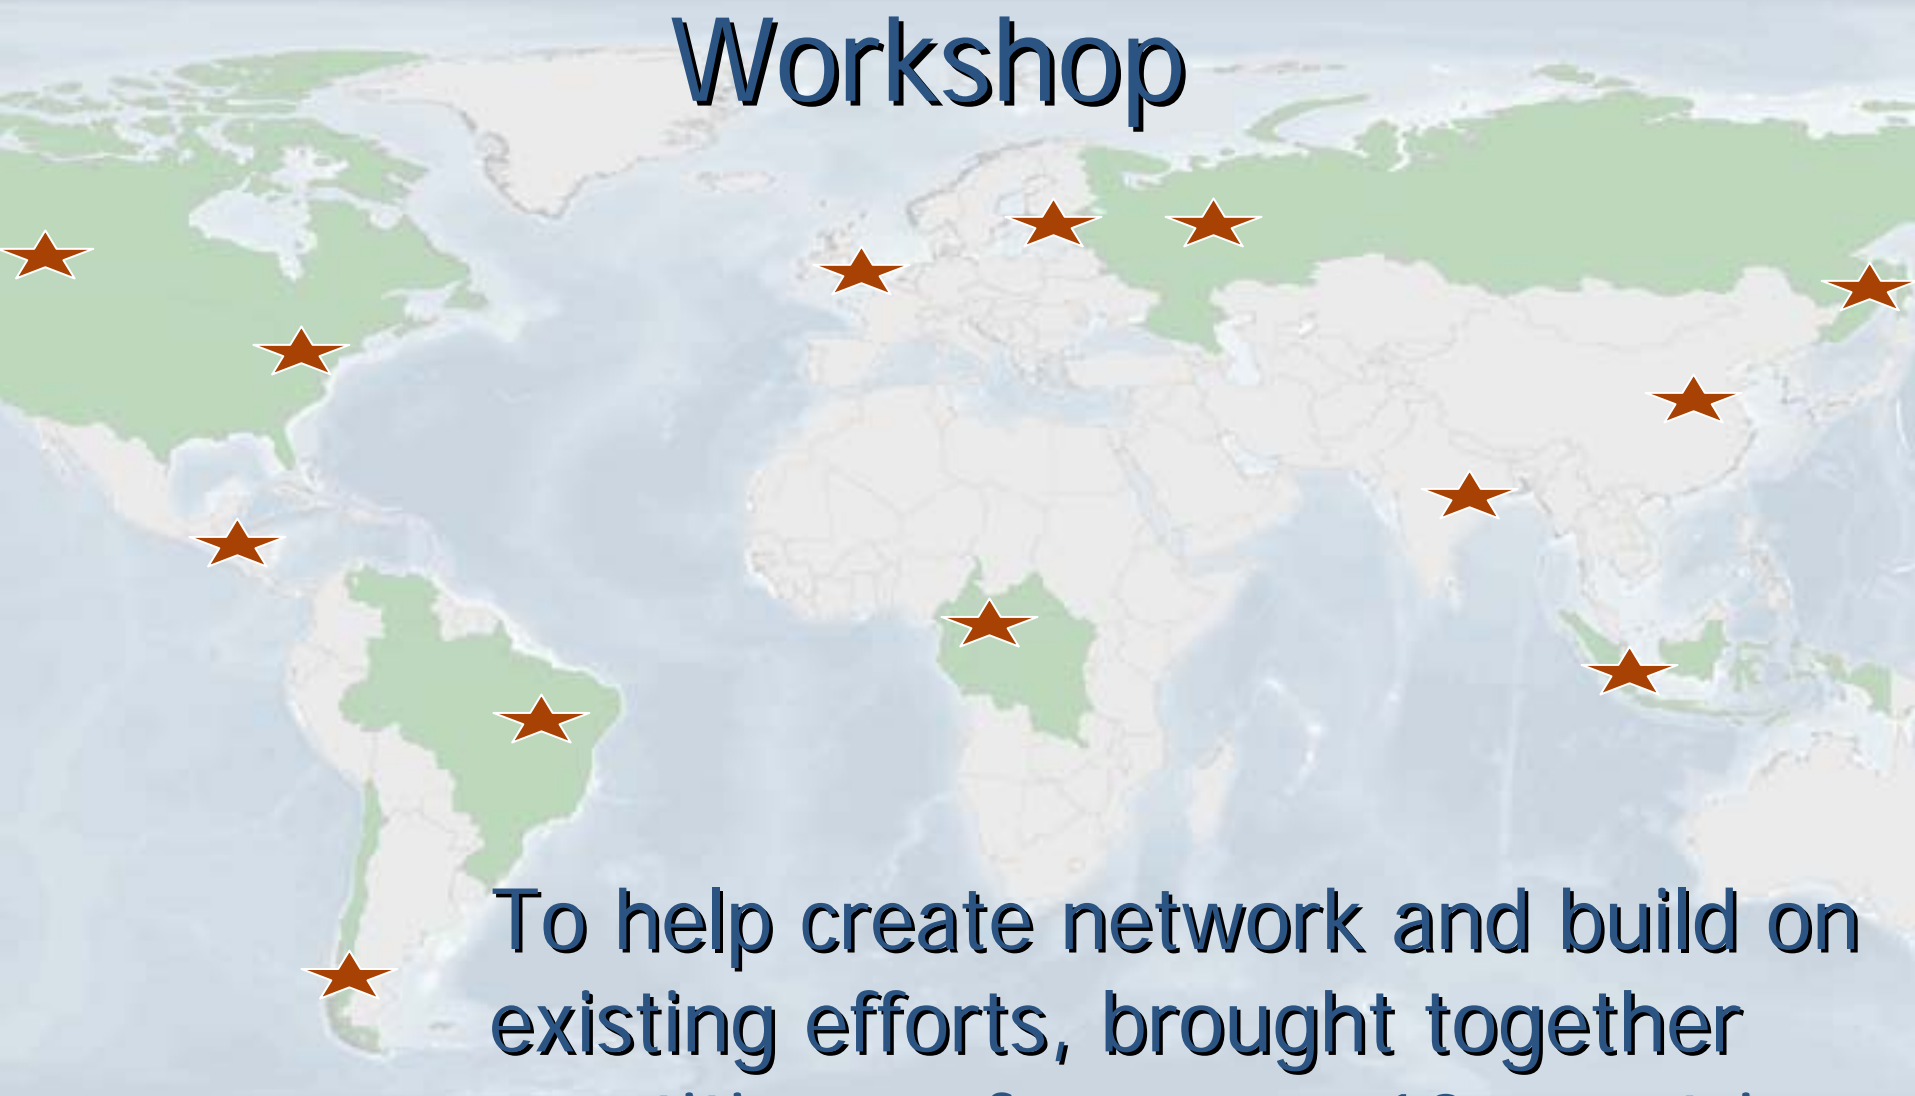 Workshop
To help create network and build on
existing efforts, brought together